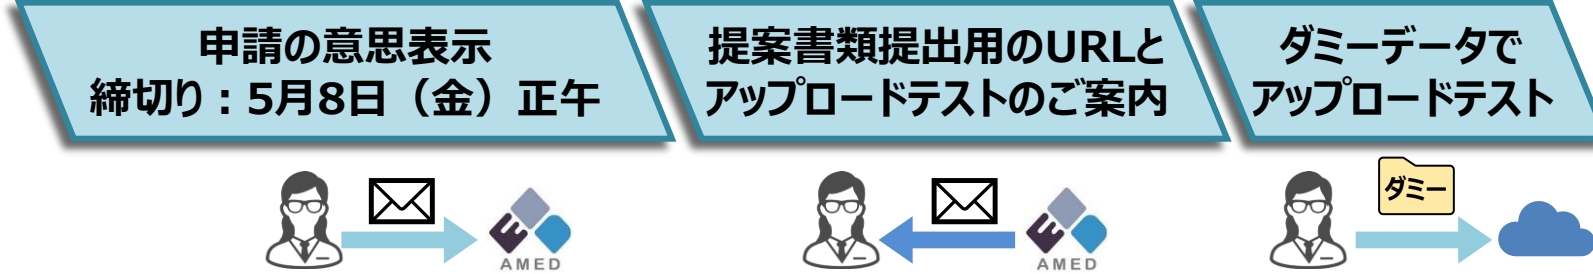 申請の意思表示
締切り：5月8日（金）正午
提案書類提出用のURLと
アップロードテストのご案内
ダミーデータで
アップロードテスト
AMED
AMED
ダミー